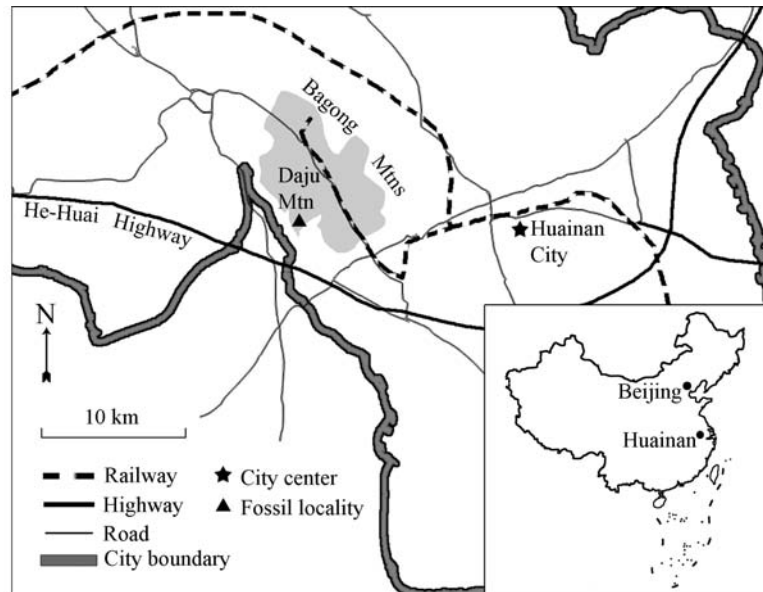 Bagong
Mtns
Daju
Mtn
He-Huai Highway
Huainan
City
N
10 km
Railway
Highway
Road
City boundary
City center
Fossil locality
Beijing
Huainan